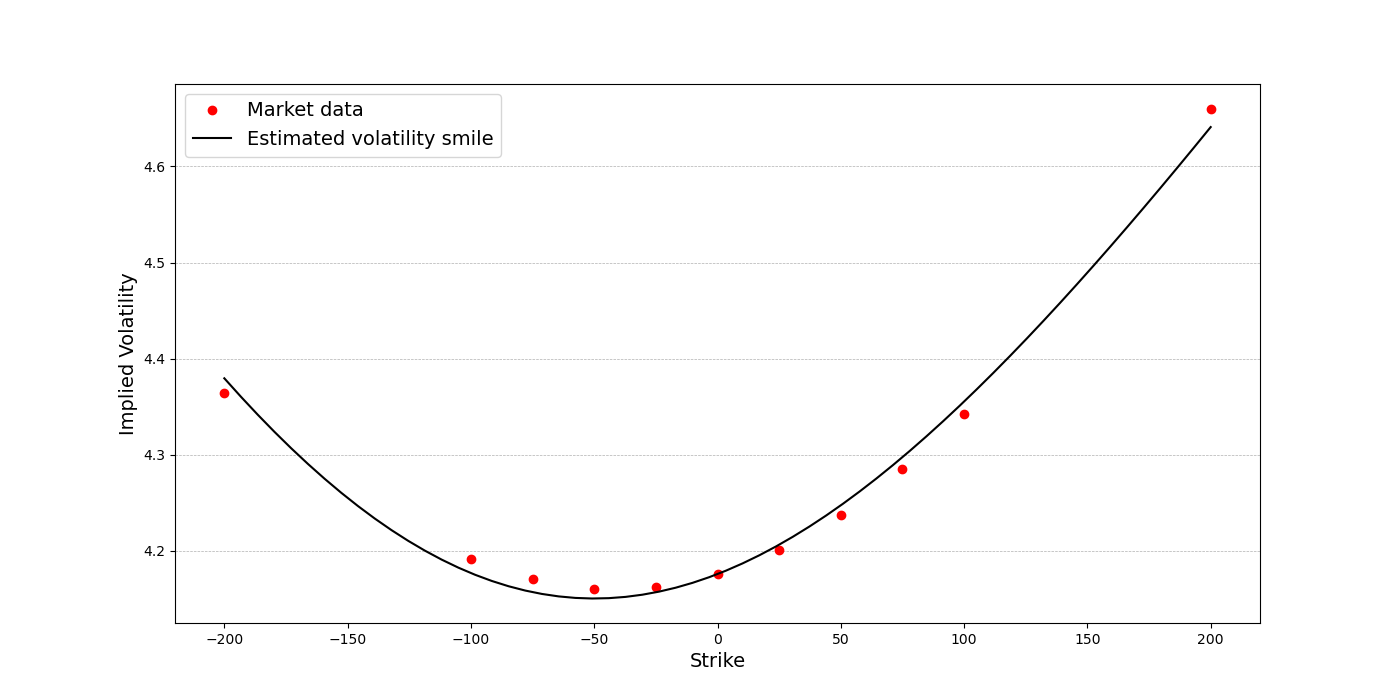 Market data
Estimated volatility smile
4.6
4.5
4.4
4.3
4.2
Implied Volatility
−200 −150 −100 −50 0 50 100 150 200
Strike